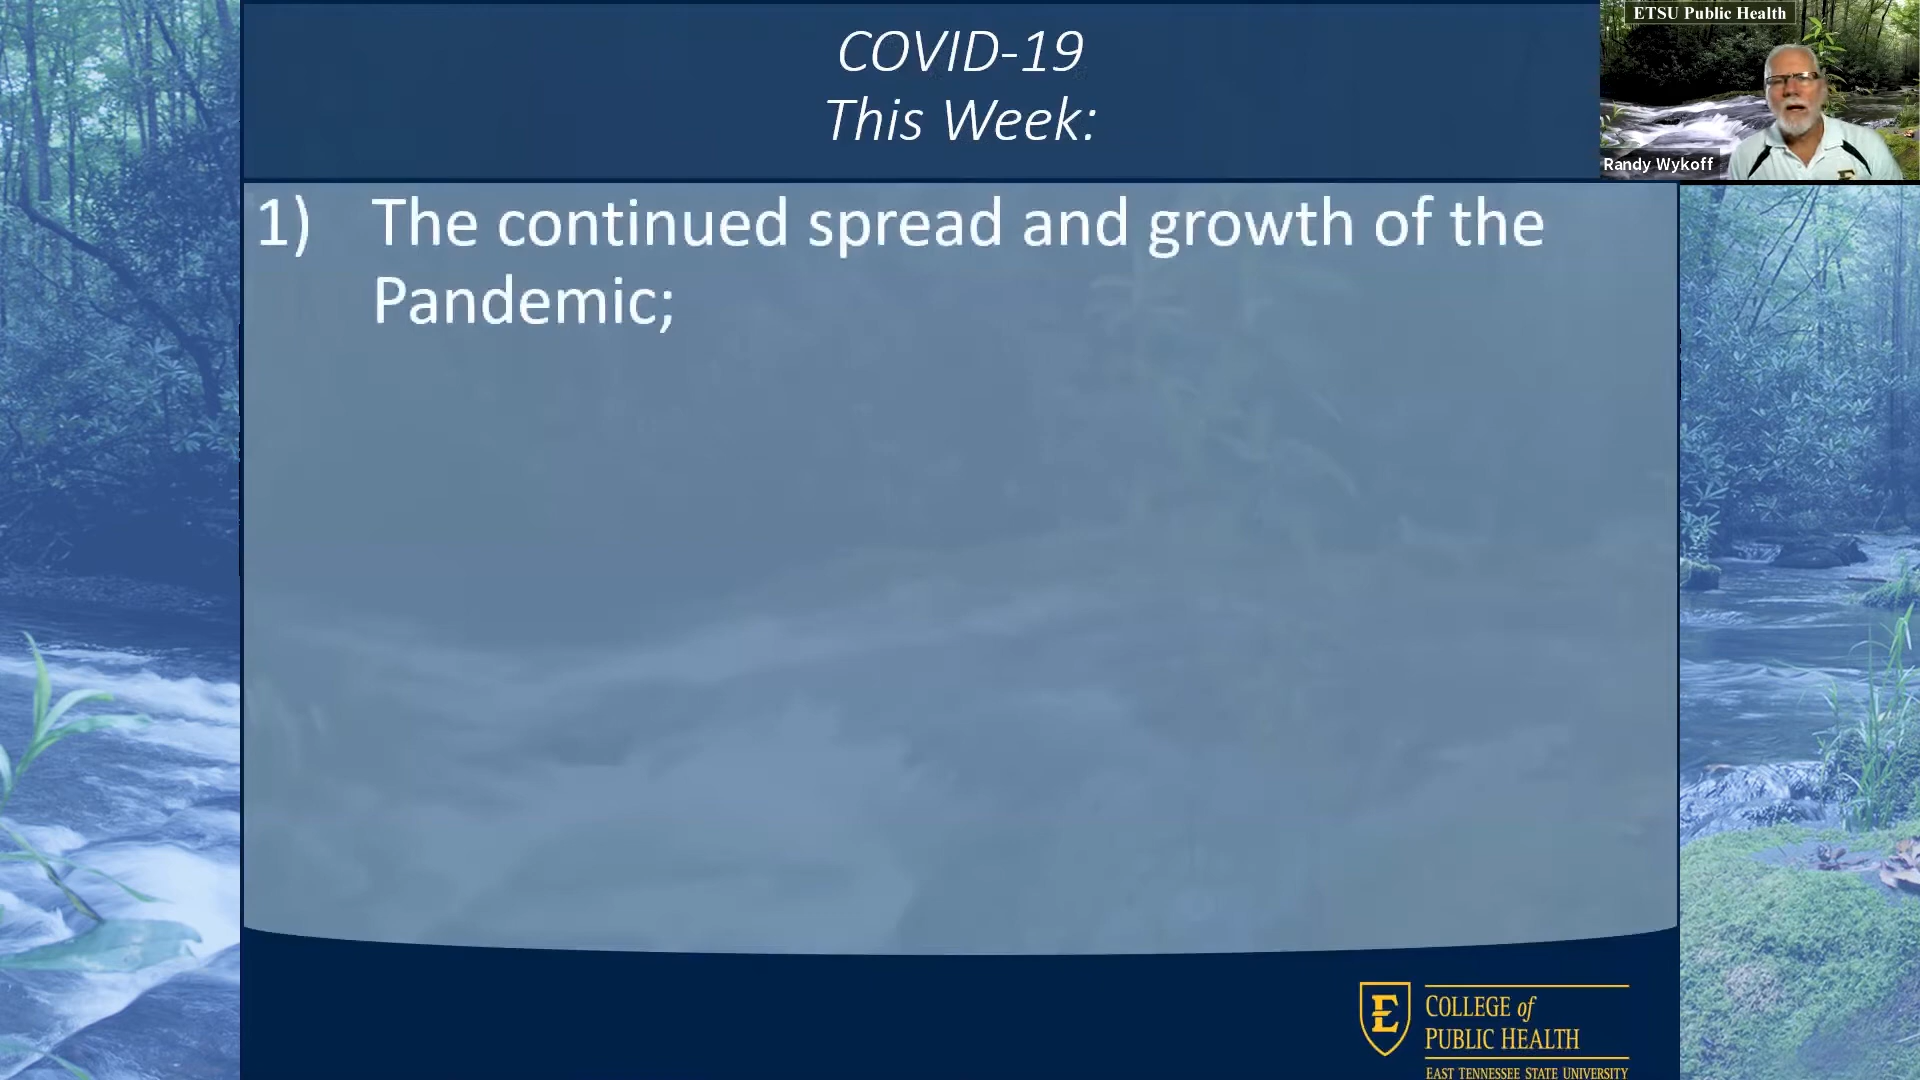 COVID-19
This Week:
ETSU Public Health
Randy Wykoff
1) The continued spread and growth of the
Pandemic;
E
COLLEGE of
PUBLIC HEALTH
EAST TENNESSEE STATE UNIVERSITY